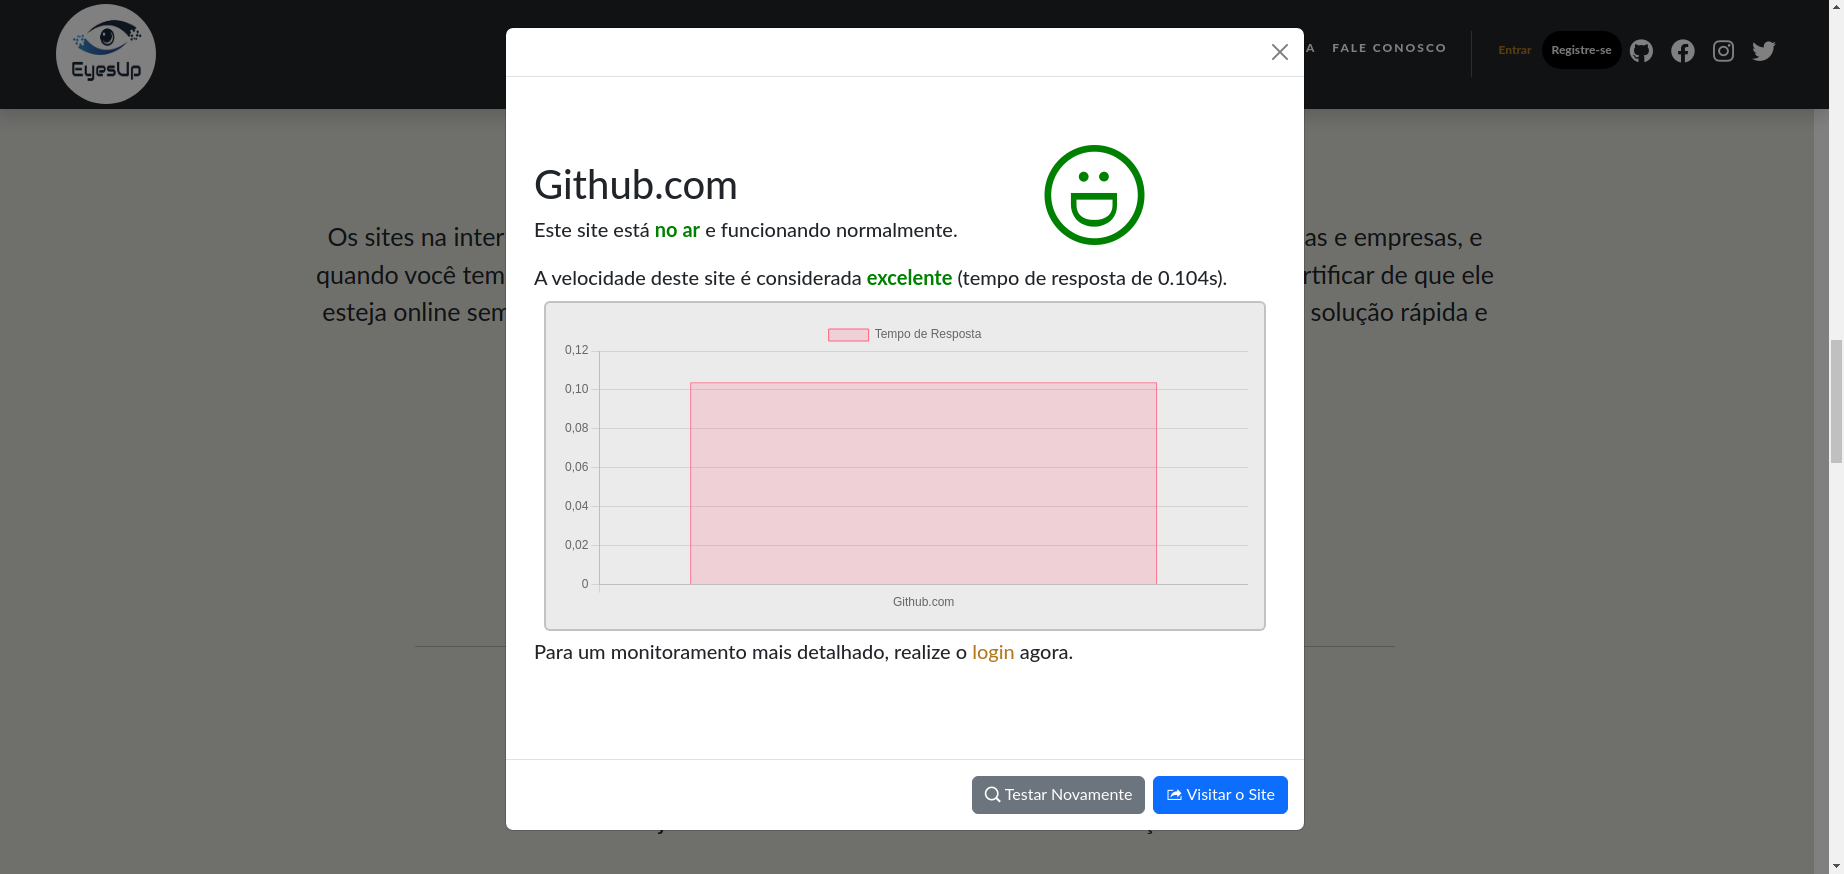 EyesUp
A FALE CONOSCO
Entrar
Registre-se
Github.com
Este site está no ar e funcionando normalmente.
A velocidade deste site é considerada excelente (tempo de resposta de 0.104s).
Tempo de Resposta
0,12
0,10
0,08
0,06
0,04
0,02
0
Github.com
Para um monitoramento mais detalhado, realize o login agora.
Testar Novamente
Visitar o Site
Os sites na inter as e empresas, e
quando você tem rtificar de que ele
esteja online sem solução rápida e